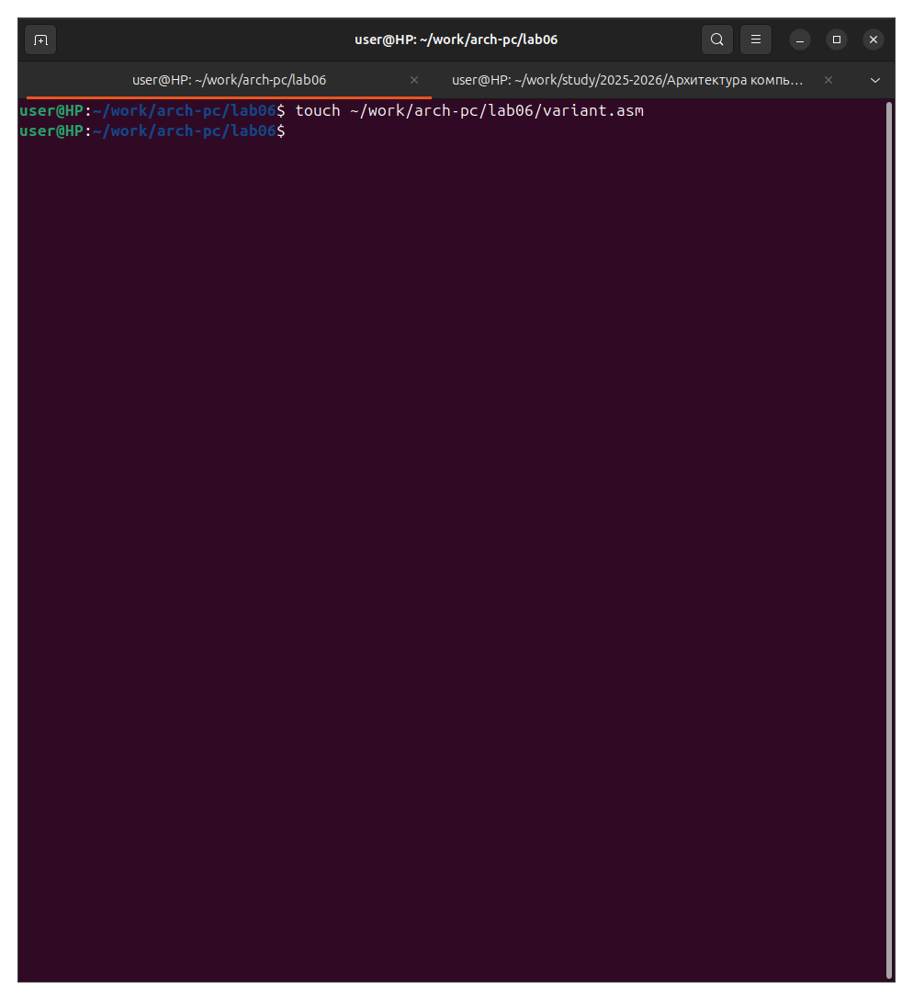 user@HP: ~/work/arch-pc/lab06
user@HP: ~/work/arch-pc/lab06 user@HP: ~/work/study/2025-2026/Архитектура компь…
user@HP:~/work/arch-pc/lab06$ touch ~/work/arch-pc/lab06/variant.asm
user@HP:~/work/arch-pc/lab06$